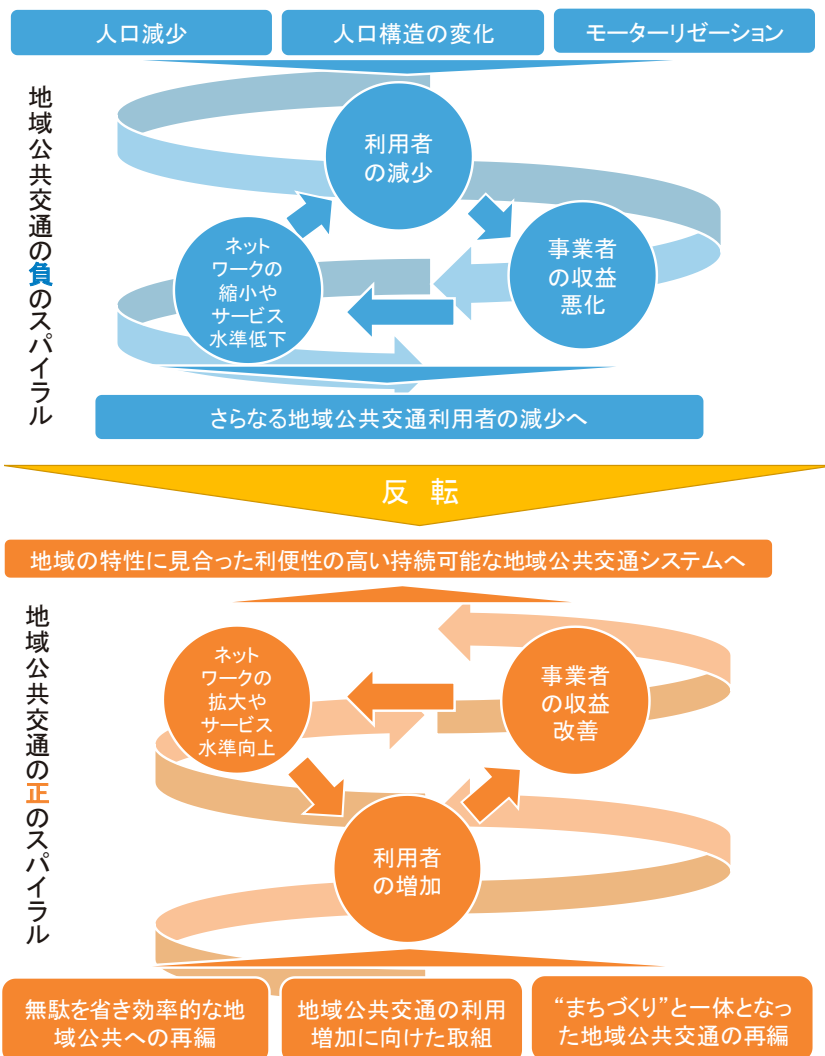 人口減少
人口構造の変化
モーターリゼーション
地域公共交通の負のスパイラル
利用者
の減少
事業者
の収益
悪化
ネット
ワークの
縮小や
サービス
水準低下
さらなる地域公共交通利用者の減少へ
反 転
地域の特性に見合った利便性の高い持続可能な地域公共交通システムへ
地域公共交通の正のスパイラル
ネット
ワークの
拡大や
サービス
水準向上
事業者
の収益
改善
利用者
の増加
無駄を省き効率的な地
域公共への再編
地域公共交通の利用
増加に向けた取組
“まちづくり”と一体となっ
た地域公共交通の再編